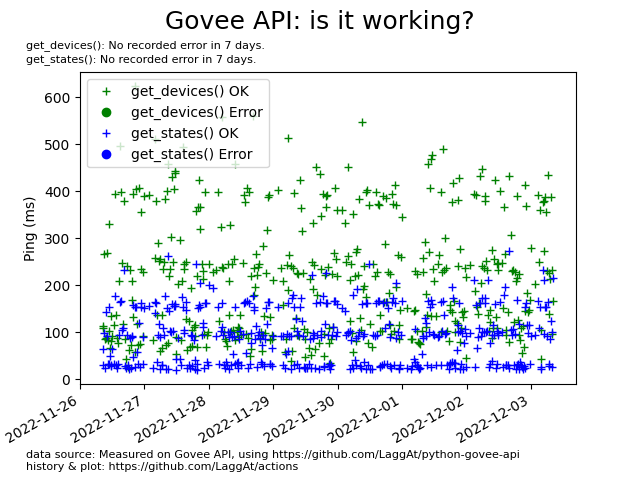 Govee API: is it working?
get_devices(): No recorded error in 7 days.
get_states(): No recorded error in 7 days.
get_devices() OK
get_devices() Error
get_states() OK
get_states() Error
Ping (ms)
600
500
400
300
200
100
0
2022-11-26
2022-11-27
2022-11-28
2022-11-29
2022-11-30
2022-12-01
2022-12-02
2022-12-03
data source: Measured on Govee API, using https://github.com/LaggAt/python-govee-api
history & plot: https://github.com/LaggAt/actions